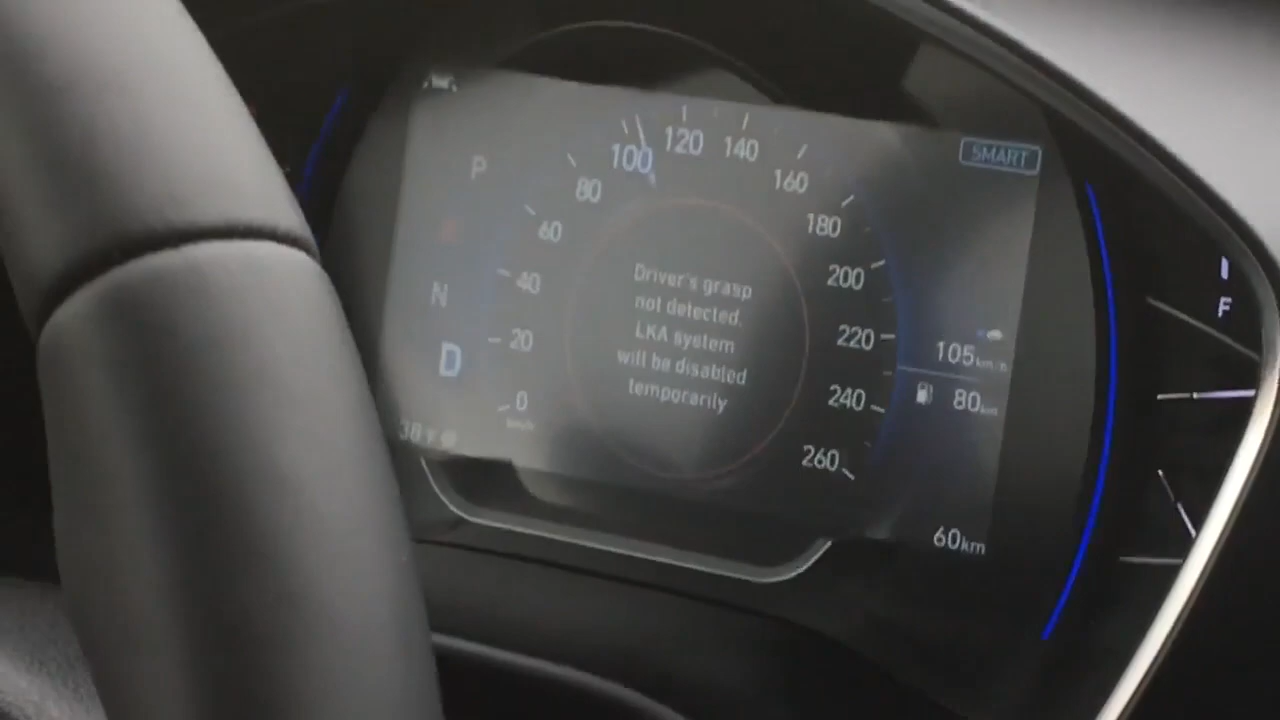 SMART
P
N
D
0
km/h
20
40
60
80
100
120
140
160
180
200
220
240
260
Driver's grasp
not detected.
LKA system
will be disabled
temporarily
105km/h
80km
60km
F